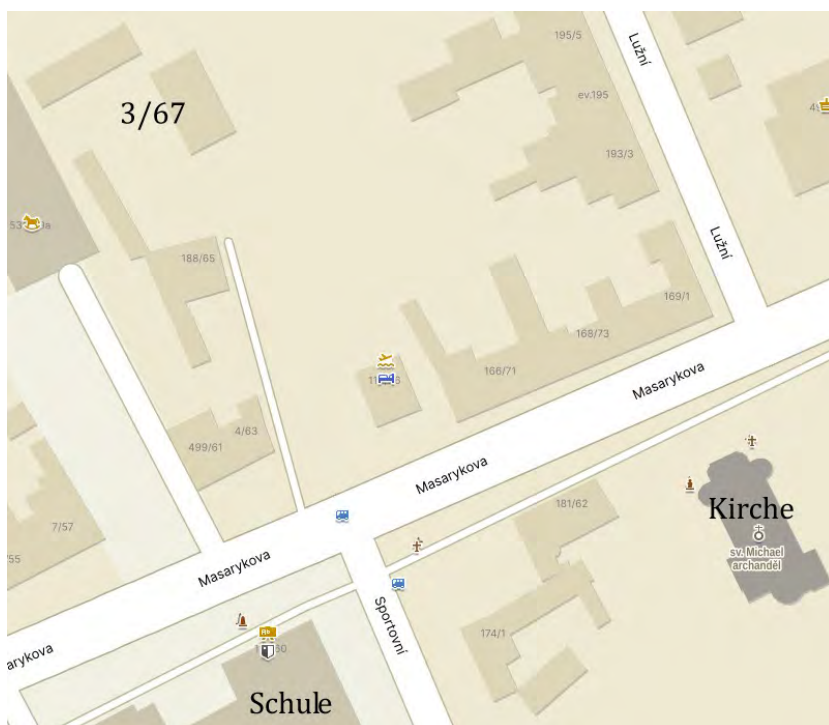 195/5
Lužní
ev.195
3/67
193/3
Lužní
188/65
169/1
168/73
166/71
Masarykova
4/63
499/61
Masarykova
181/62
Kirche
sv. Michael
archanděl
7/57
Masarykova
Sportovní
174/1
Schule